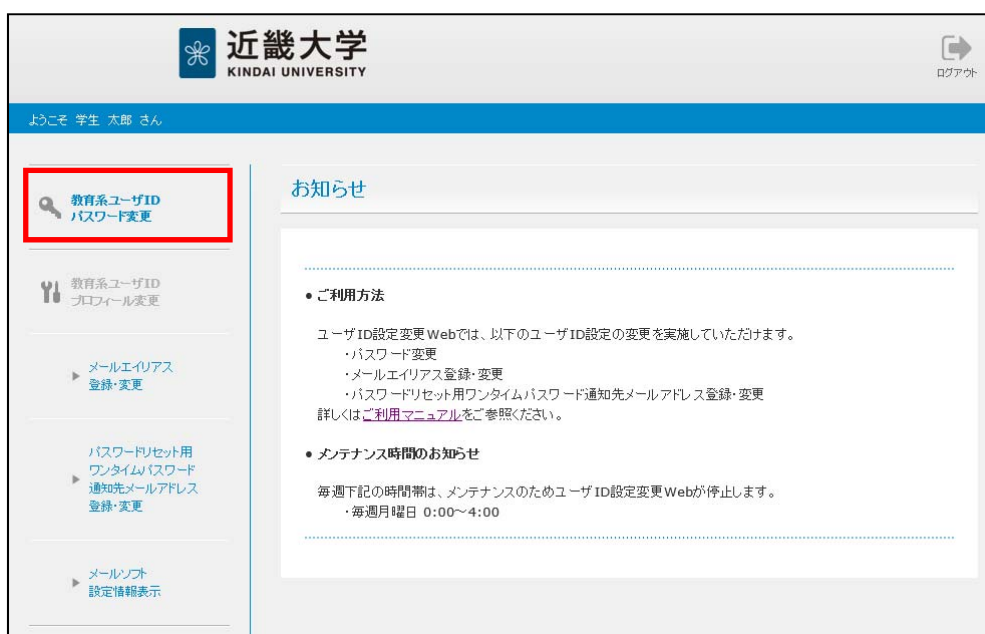 近畿大学
KINDAI UNIVERSITY
ログアウト
ようこそ 学生 太郎 さん
教育系ユーザID
パスワード変更
教育系ユーザID
プロフィール変更
メールエイリアス
登録・変更
パスワードリセット用
ワンタイムパスワード
通知先メールアドレス
登録・変更
メールソフト
設定情報表示
お知らせ
• ご利用方法
ユーザID設定変更Webでは、以下のユーザID設定の変更を実施していただけます。
・パスワード変更
・メールエイリアス登録・変更
・パスワードリセット用ワンタイムパスワード通知先メールアドレス登録・変更
詳しくはご利用マニュアルをご参照ください。
• メンテナンス時間のお知らせ
毎週下記の時間帯は、メンテナンスのためユーザID設定変更Webが停止します。
・毎週月曜日 0:00～4:00